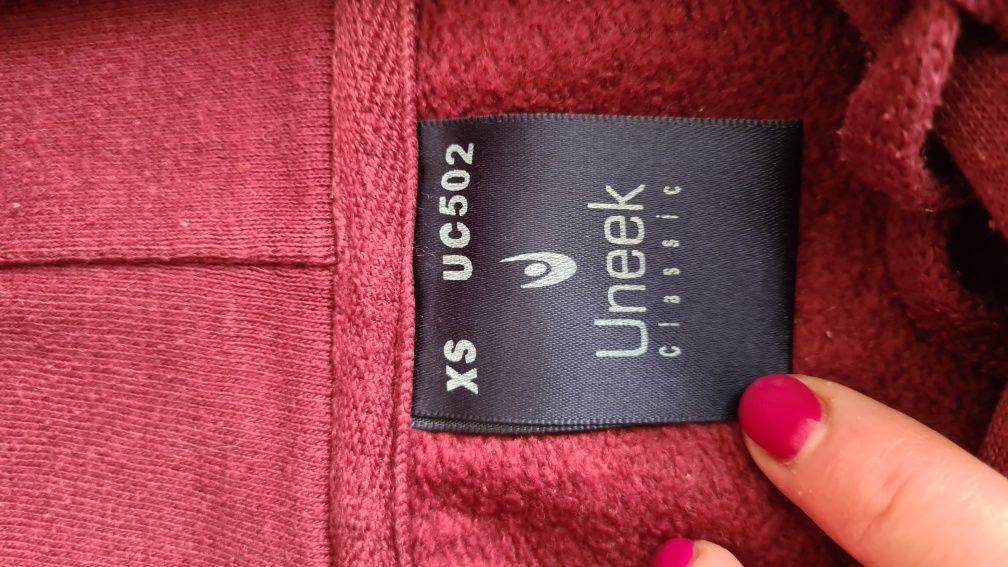 XS UC502
Uneek
Classic